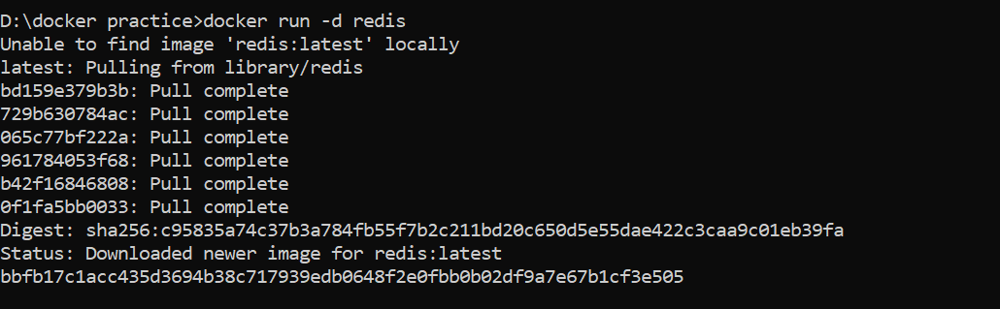 D:\docker practice>docker run -d redis
Unable to find image 'redis:latest' locally
latest: Pulling from library/redis
bd159e379b3b: Pull complete
729b630784ac: Pull complete
065c77bf222a: Pull complete
961784053f68: Pull complete
b42f16846808: Pull complete
0f1fa5bb0033: Pull complete
Digest: sha256:c95835a74c37b3a784fb55f7b2c211bd20c650d5e55dae422c3caa9c01eb39fa
Status: Downloaded newer image for redis:latest
bbfb17c1acc435d3694b38c717939edb0648f2e0fbb0b02df9a7e67b1cf3e505